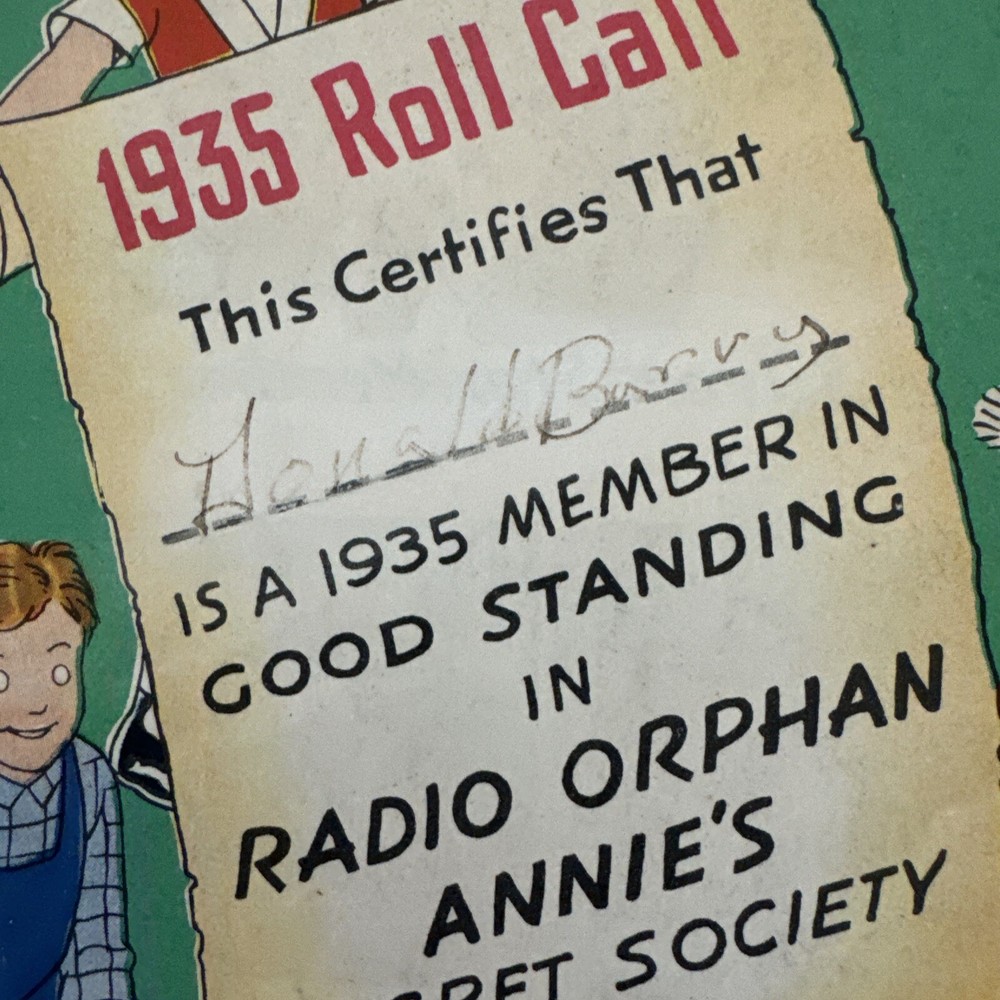 1935 Roll Call
This Certifies That
Donald Barry
IS A 1935 MEMBER IN
GOOD STANDING
IN
RADIO ORPHAN
ANNIE'S
SOCIETY